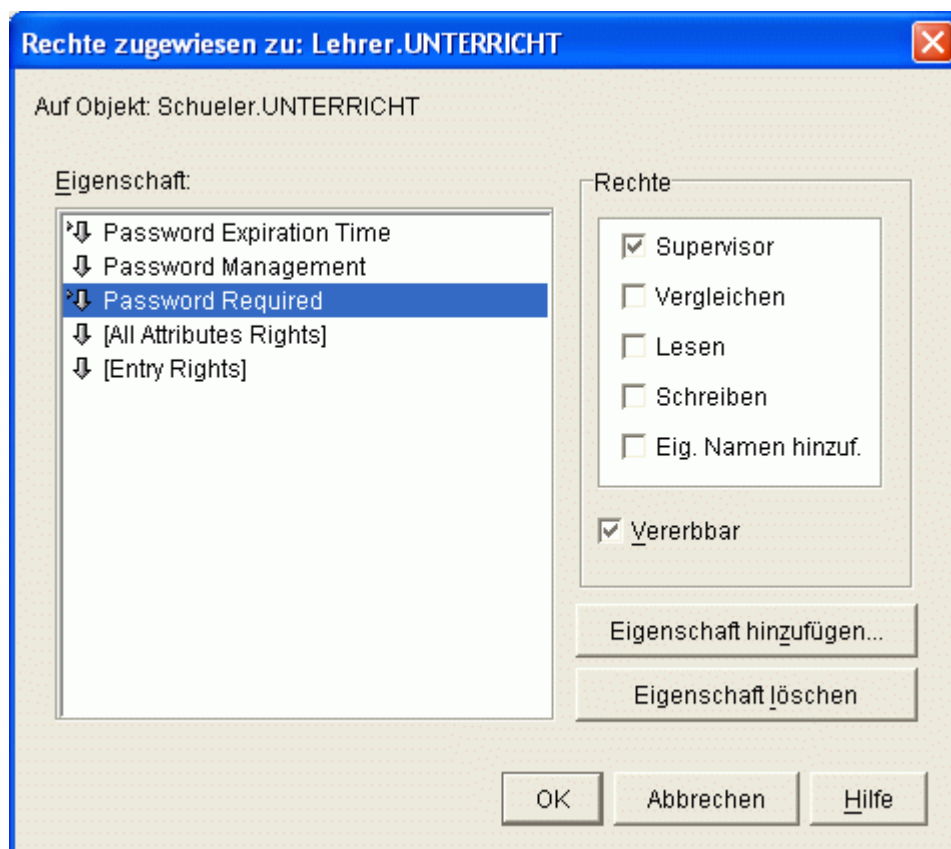 Rechte zugewiesen zu: Lehrer.UNTERRICHT
Auf Objekt: Schueler.UNTERRICHT
Eigenschaft:
Password Expiration Time
Password Management
Password Required
[All Attributes Rights]
[Entry Rights]
Rechte
Supervisor
Vergleichen
Lesen
Schreiben
Eig. Namen hinzuf.
Vererbbar
Eigenschaft hinzufügen...
Eigenschaft löschen
OK
Abbrechen
Hilfe